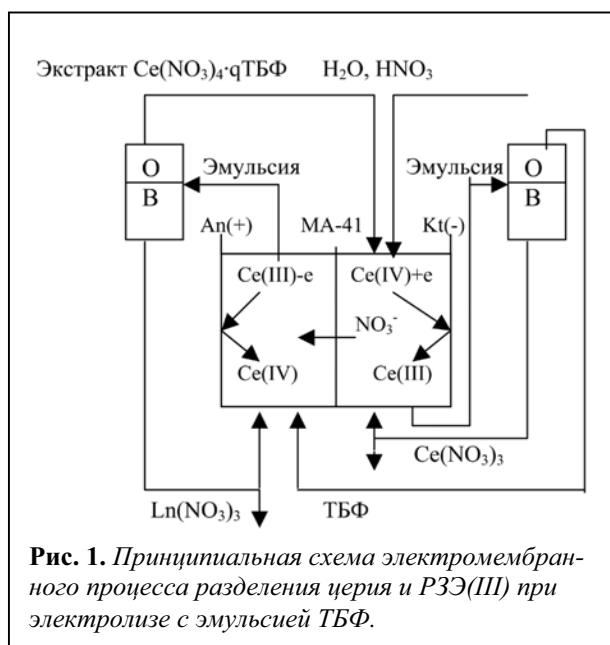 Экстракт Ce(NO₃)₄·qТБФ H₂O, HNO₃
О Эмульсия Эмульсия О
В В
An(+) МА-41 Kt(-)
Ce(III)-e Ce(IV)+e
NO₃⁻
Ce(IV) Ce(III)
Ce(NO₃)₃
Ln(NO₃)₃ ТБФ
Рис. 1. Принципиальная схема электромембран-
ного процесса разделения церия и РЗЭ(III) при
электролизе с эмульсией ТБФ.